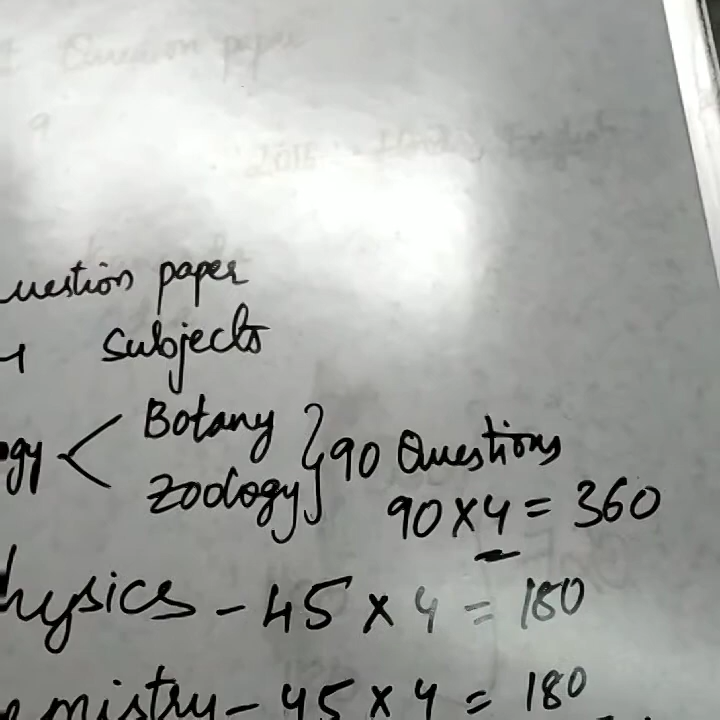 uestion paper
4 Subjects
ogy < Botany
Zoology } 90 Questions
90 x 4 = 360
hysics - 45 x 4 = 180
mistry - 45 x 4 = 180